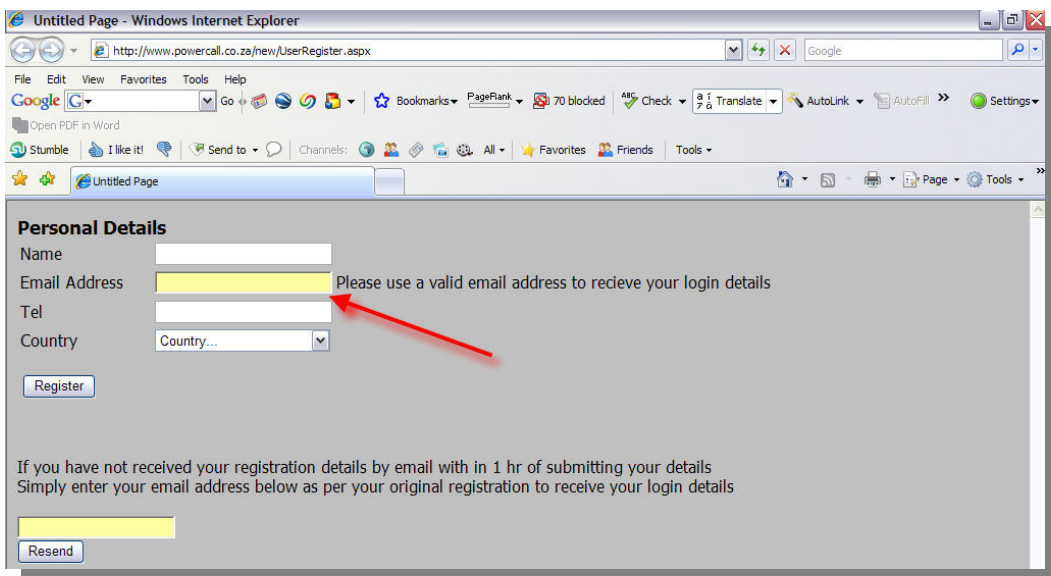 Untitled Page - Windows Internet Explorer
http://www.powercall.co.za/new/UserRegister.aspx Google
File Edit View Favorites Tools Help
Google G Go Bookmarks PageRank 70 blocked ABC Check Translate AutoLink AutoFill Settings
Open PDF in Word
Stumble I like it! Send to Channels: All Favorites Friends Tools
Untitled Page Page Tools
Personal Details
Name
Email Address Please use a valid email address to recieve your login details
Tel
Country Country...
Register
If you have not received your registration details by email with in 1 hr of submitting your details
Simply enter your email address below as per your original registration to receive your login details
Resend